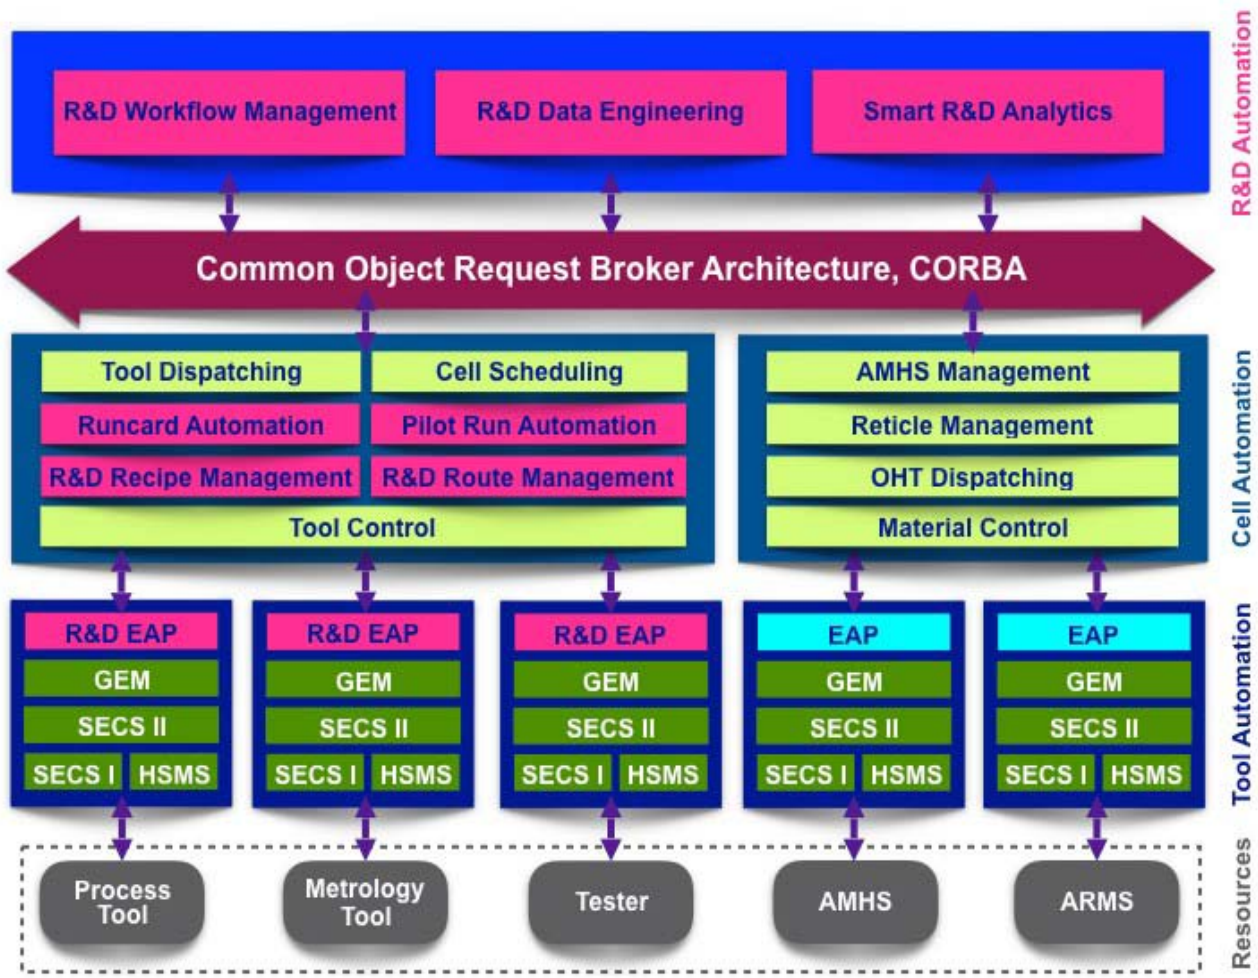 R&D Workflow Management
R&D Data Engineering
Smart R&D Analytics
R&D Automation
Common Object Request Broker Architecture, CORBA
Tool Dispatching
Cell Scheduling
Runcard Automation
Pilot Run Automation
R&D Recipe Management
R&D Route Management
Tool Control
AMHS Management
Reticle Management
OHT Dispatching
Material Control
Cell Automation
R&D EAP
GEM
SECS II
SECS I
HSMS
R&D EAP
GEM
SECS II
SECS I
HSMS
R&D EAP
GEM
SECS II
SECS I
HSMS
EAP
GEM
SECS II
SECS I
HSMS
EAP
GEM
SECS II
SECS I
HSMS
Tool Automation
Process
Tool
Metrology
Tool
Tester
AMHS
ARMS
Resources